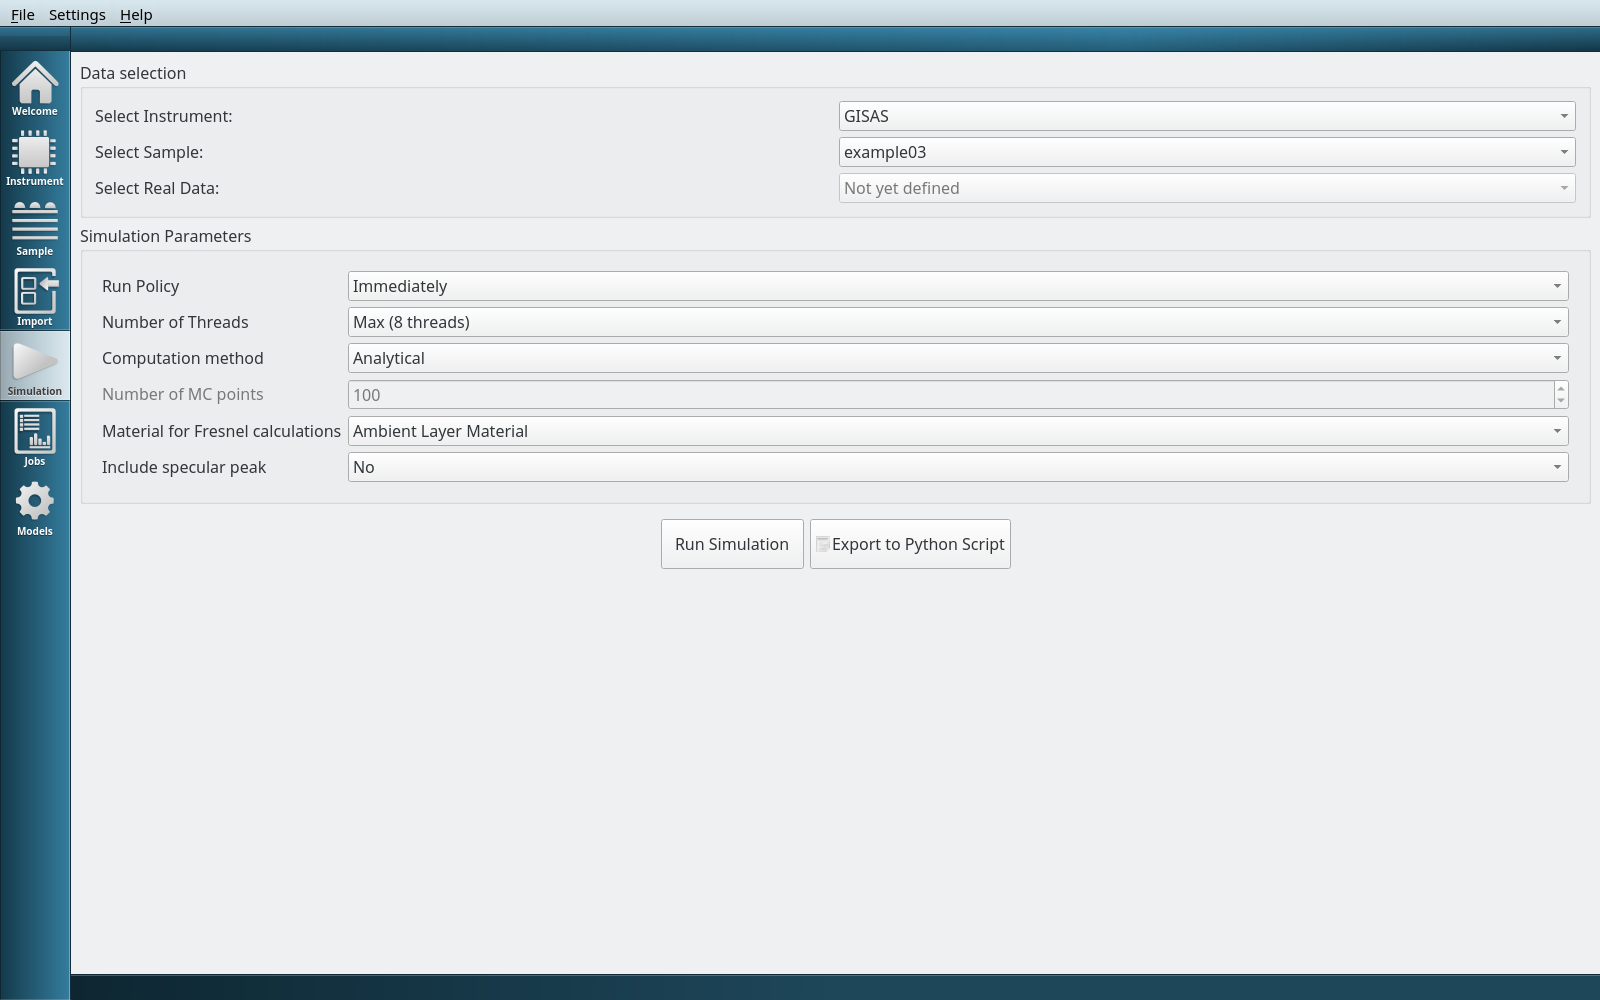 File Settings Help
Welcome
Instrument
Sample
Import
Simulation
Jobs
Models
Data selection
Select Instrument: GISAS
Select Sample: example03
Select Real Data: Not yet defined
Simulation Parameters
Run Policy Immediately
Number of Threads Max (8 threads)
Computation method Analytical
Number of MC points 100
Material for Fresnel calculations Ambient Layer Material
Include specular peak No
Run Simulation Export to Python Script